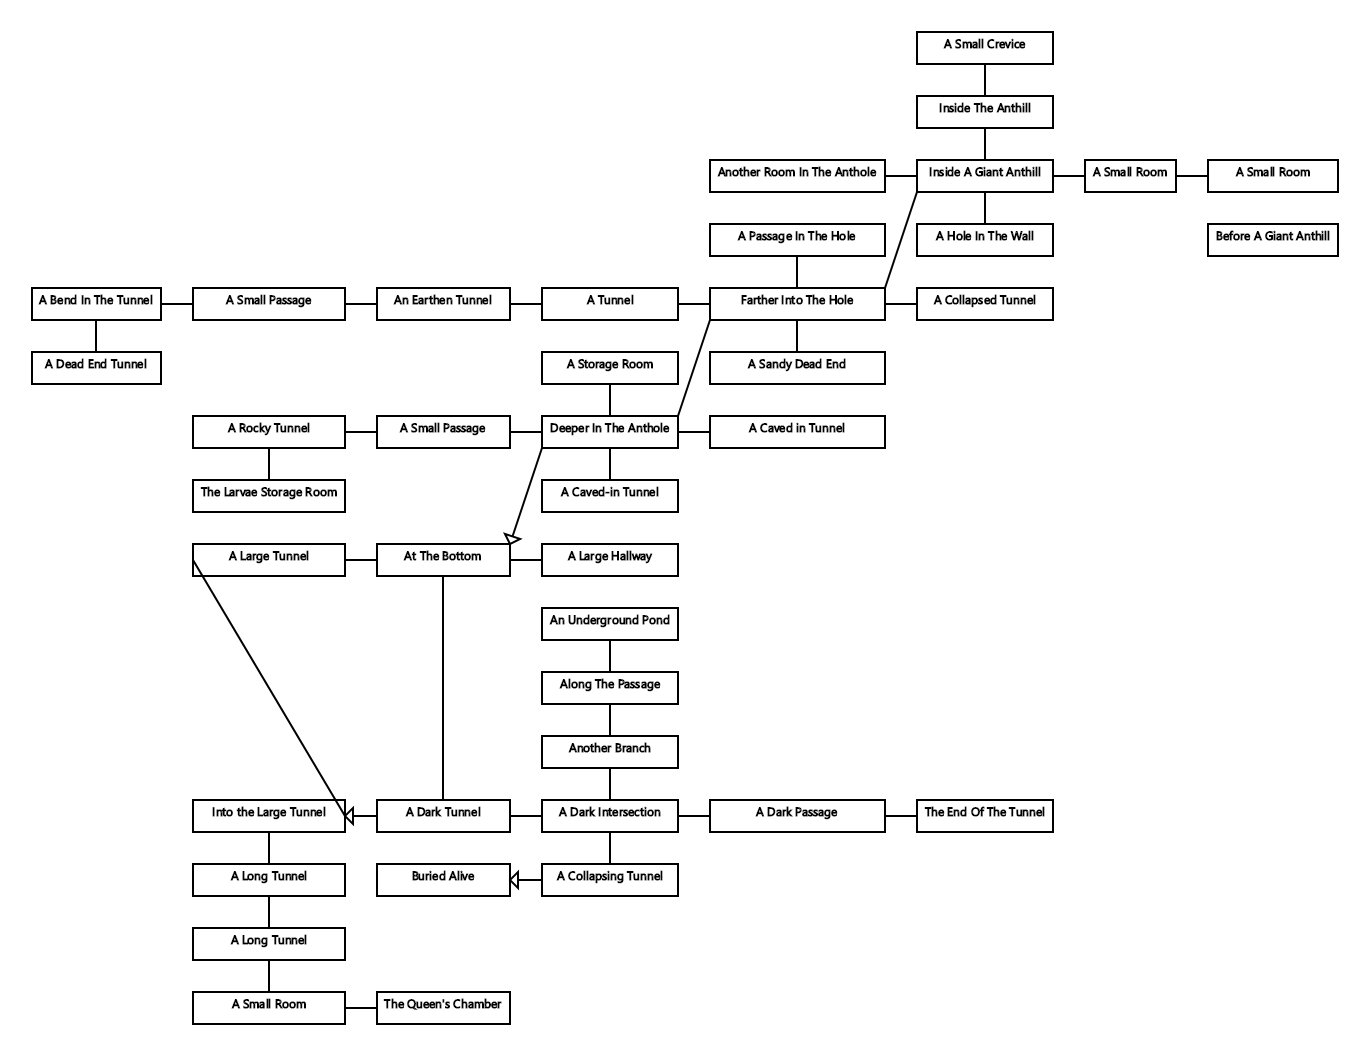 A Small Crevice
Inside The Anthill
Another Room In The Anthole
Inside A Giant Anthill
A Small Room
A Small Room
A Passage In The Hole
A Hole In The Wall
Before A Giant Anthill
A Bend In The Tunnel
A Small Passage
An Earthen Tunnel
A Tunnel
Farther Into The Hole
A Collapsed Tunnel
A Dead End Tunnel
A Storage Room
A Sandy Dead End
A Rocky Tunnel
A Small Passage
Deeper In The Anthole
A Caved in Tunnel
The Larvae Storage Room
A Caved-in Tunnel
A Large Tunnel
At The Bottom
A Large Hallway
An Underground Pond
Along The Passage
Another Branch
Into the Large Tunnel
A Dark Tunnel
A Dark Intersection
A Dark Passage
The End Of The Tunnel
A Long Tunnel
Buried Alive
A Collapsing Tunnel
A Long Tunnel
A Small Room
The Queen's Chamber